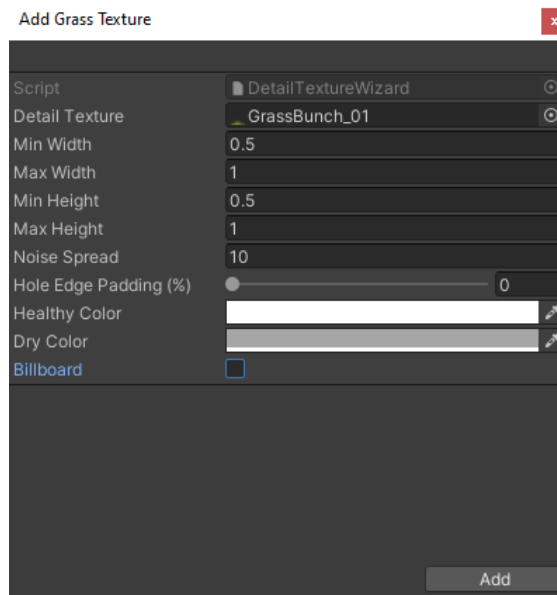 Add Grass Texture
x
Script DetailTextureWizard
Detail Texture GrassBunch_01
Min Width 0.5
Max Width 1
Min Height 0.5
Max Height 1
Noise Spread 10
Hole Edge Padding (%) 0
Healthy Color
Dry Color
Billboard
Add